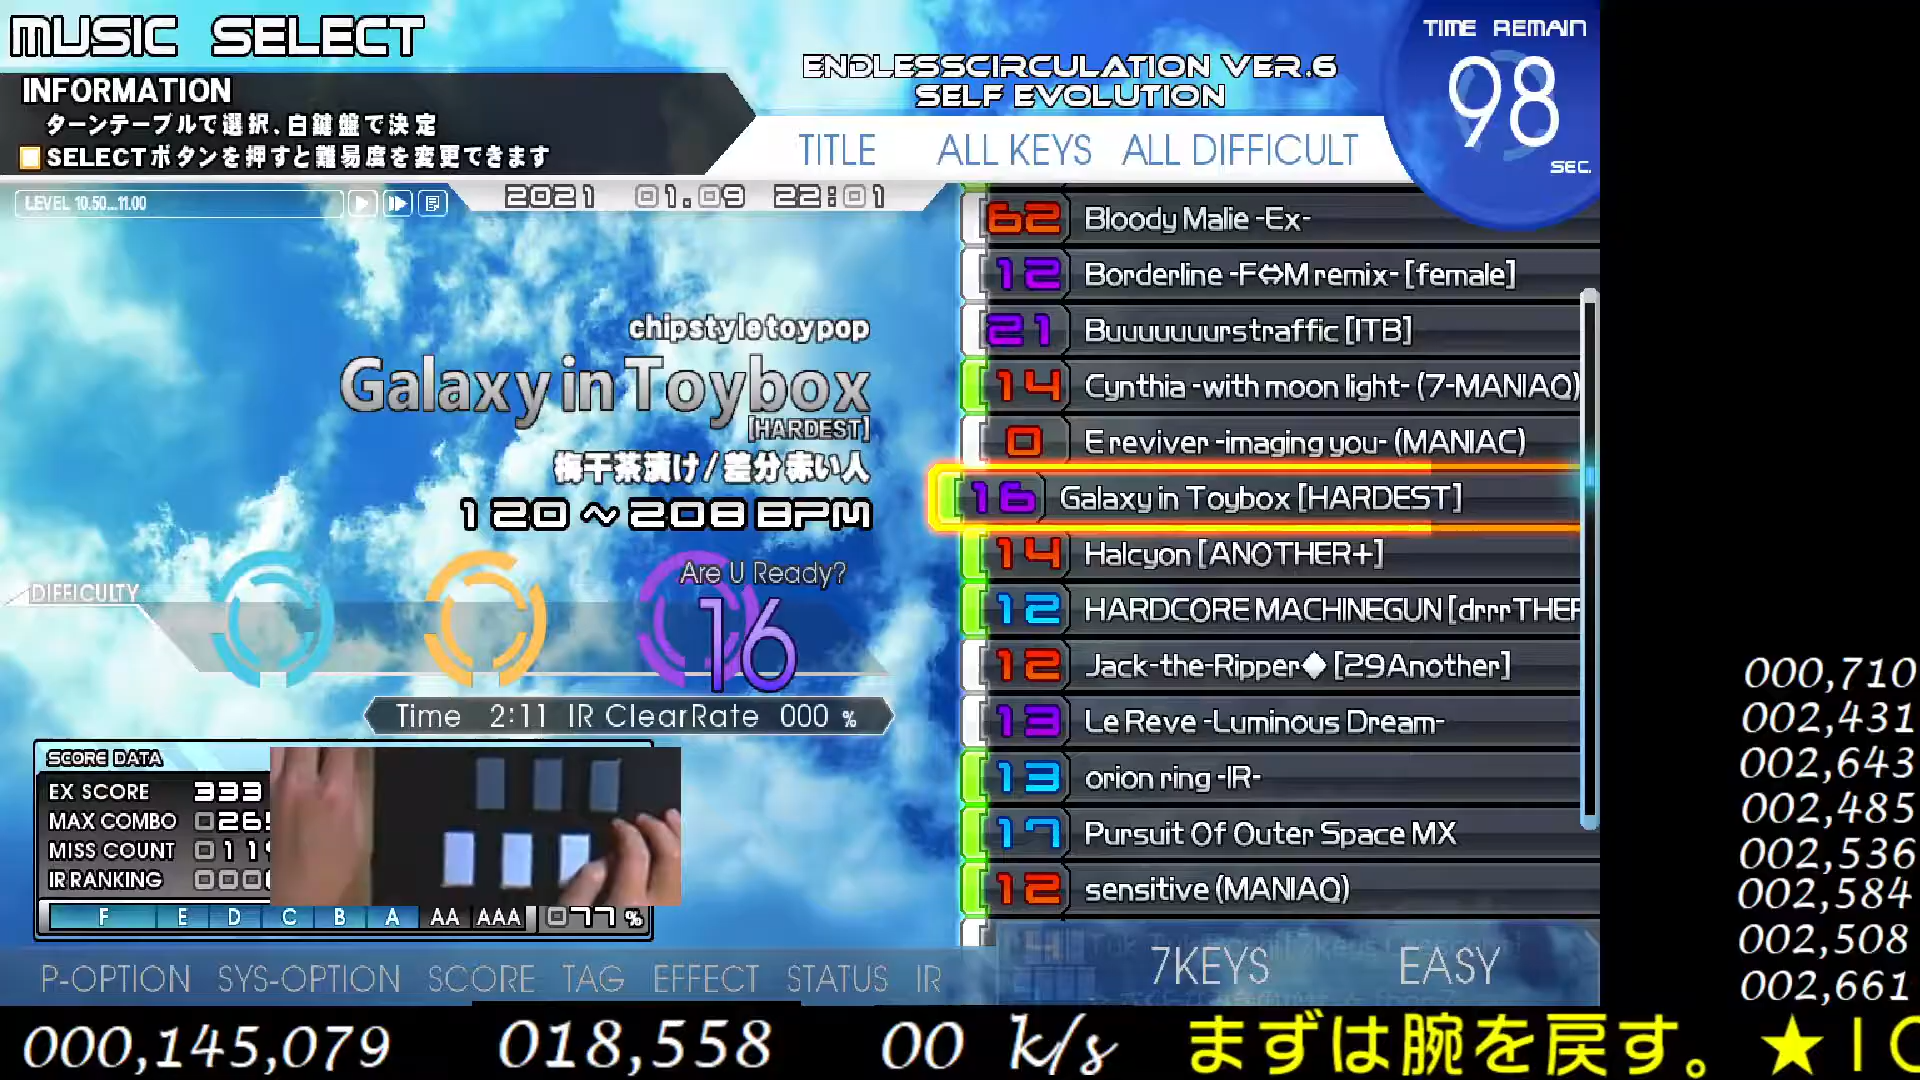 MUSIC SELECT
INFORMATION
ターンテーブルで選択、白鍵盤で決定
SELECTボタンを押すと難易度を変更できます
ENDLESSCIRCULATION VER.6
SELF EVOLUTION
TIME REMAIN
98
SEC.
TITLE ALL KEYS ALL DIFFICULT
LEVEL 10.50...11.00
2021 01.09 22:01
chipstyletoypop
Galaxy in Toybox
[HARDEST]
梅干茶漬け/差分赤い人
120~208 BPM
DIFFICULTY
Are U Ready?
16
Time 2:11 IR ClearRate 000 %
SCORE DATA
EX SCORE 333
MAX COMBO 0265
MISS COUNT 011
IR RANKING 000
F E D C B A AA AAA 077 %
62 Bloody Malie -Ex-
12 Borderline -F⇔M remix- [female]
21 Buuuuuuurstraffic [ITB]
14 Cynthia -with moon light- (7-MANIAQ)
0 E reviver -imaging you- (MANIAC)
16 Galaxy in Toybox [HARDEST]
14 Halcyon [ANOTHER+]
12 HARDCORE MACHINEGUN [drrrTHER
12 Jack-the-Ripper◆ [29Another]
13 Le Reve -Luminous Dream-
13 orion ring -IR-
17 Pursuit Of Outer Space MX
12 sensitive (MANIAQ)
P-OPTION SYS-OPTION SCORE TAG EFFECT STATUS IR
7KEYS EASY
000,710
002,431
002,643
002,485
002,536
002,584
002,508
002,661
000,145,079 018,558 00 k/s まずは腕を戻す。 ★10